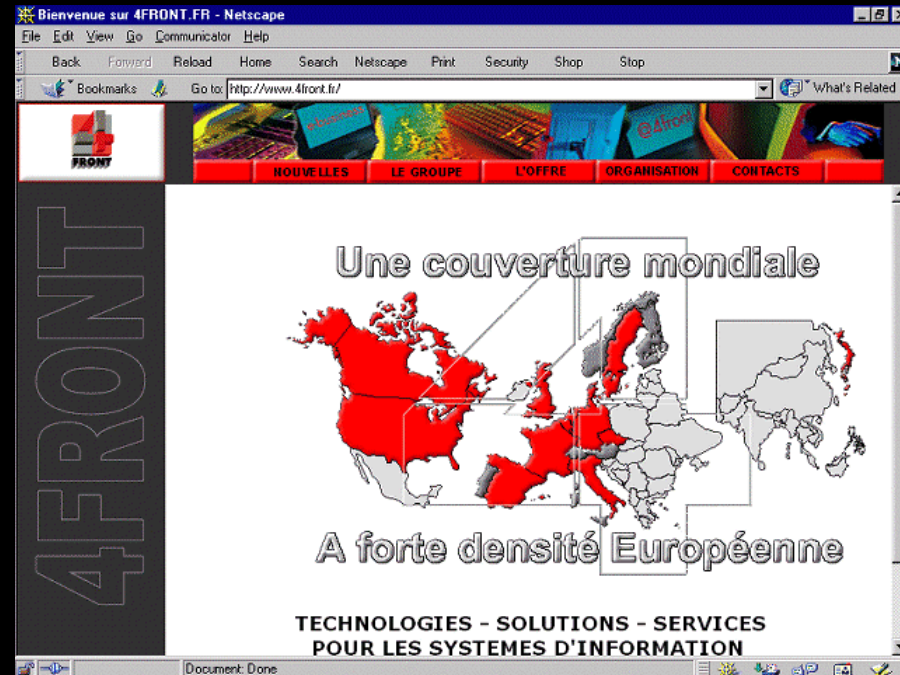 Bienvenue sur 4FRONT.FR - Netscape
File Edit View Go Communicator Help
Back Forward Reload Home Search Netscape Print Security Shop Stop
Bookmarks Go to: http://www.4front.fr/ What's Related
4
FRONT
e-business
@4front
NOUVELLES LE GROUPE L'OFFRE ORGANISATION CONTACTS
4FRONT
Une couverture mondiale
A forte densité Européenne
TECHNOLOGIES - SOLUTIONS - SERVICES
POUR LES SYSTEMES D'INFORMATION
Document: Done